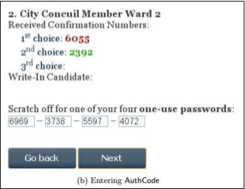 2. City Concuil Member Ward 2
Received Confirmation Numbers:
1st choice: 6055
2nd choice: 2392
3rd choice:
Write-In Candidate:
Scratch off for one of your four one-use passwords:
6969 - 3738 - 5597 - 4072
Go back Next
(b) Entering AuthCode